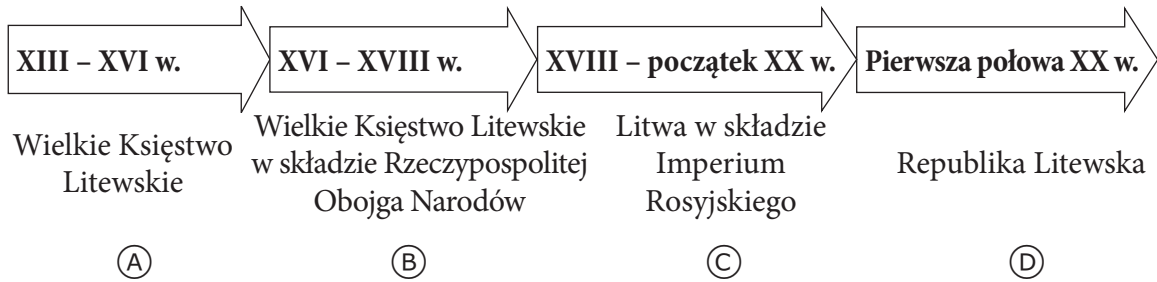 XIII – XVI w.
XVI – XVIII w.
XVIII – początek XX w.
Pierwsza połowa XX w.
Wielkie Księstwo
Litewskie
Wielkie Księstwo Litewskie
w składzie Rzeczypospolitej
Obojga Narodów
Litwa w składzie
Imperium
Rosyjskiego
Republika Litewska
A
B
C
D